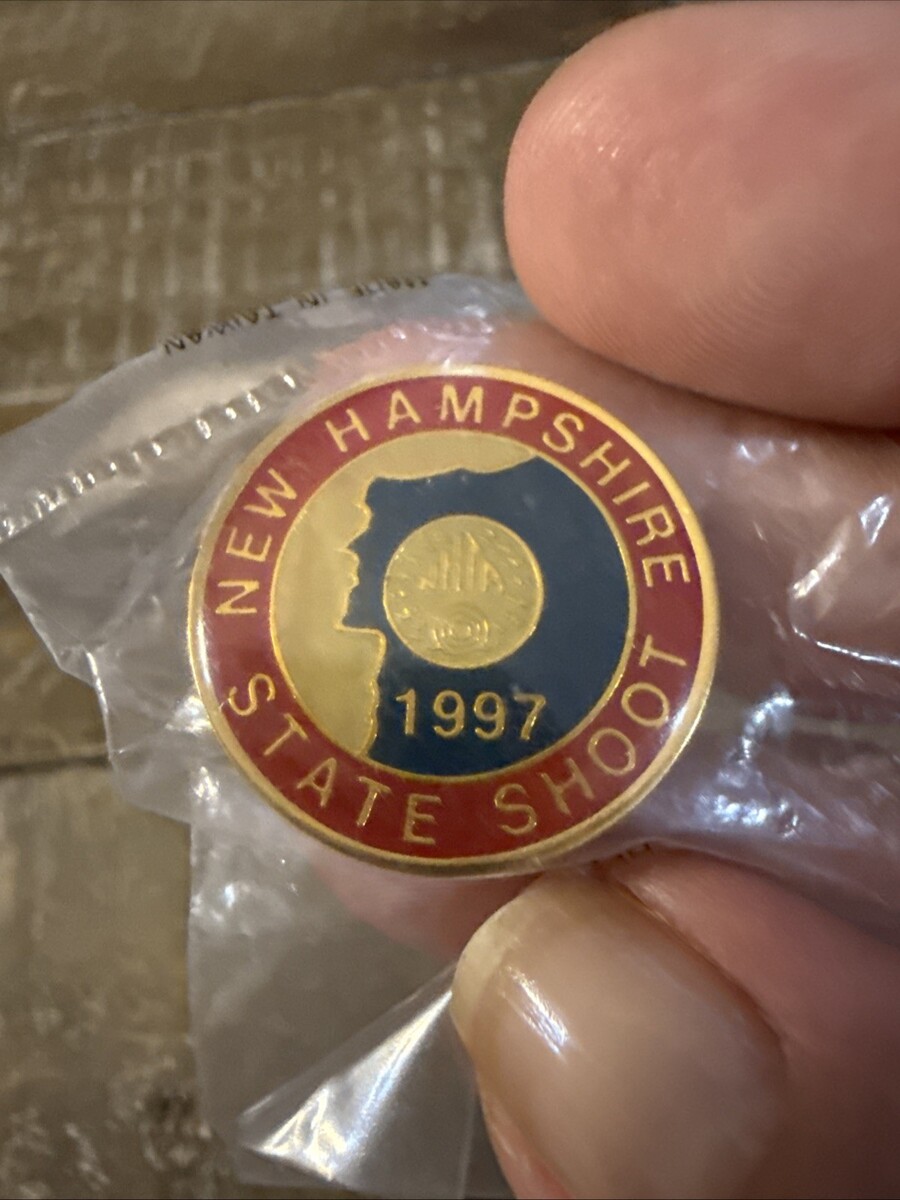 MADE IN TAIWAN
NEW HAMPSHIRE
1997
STATE SHOOT